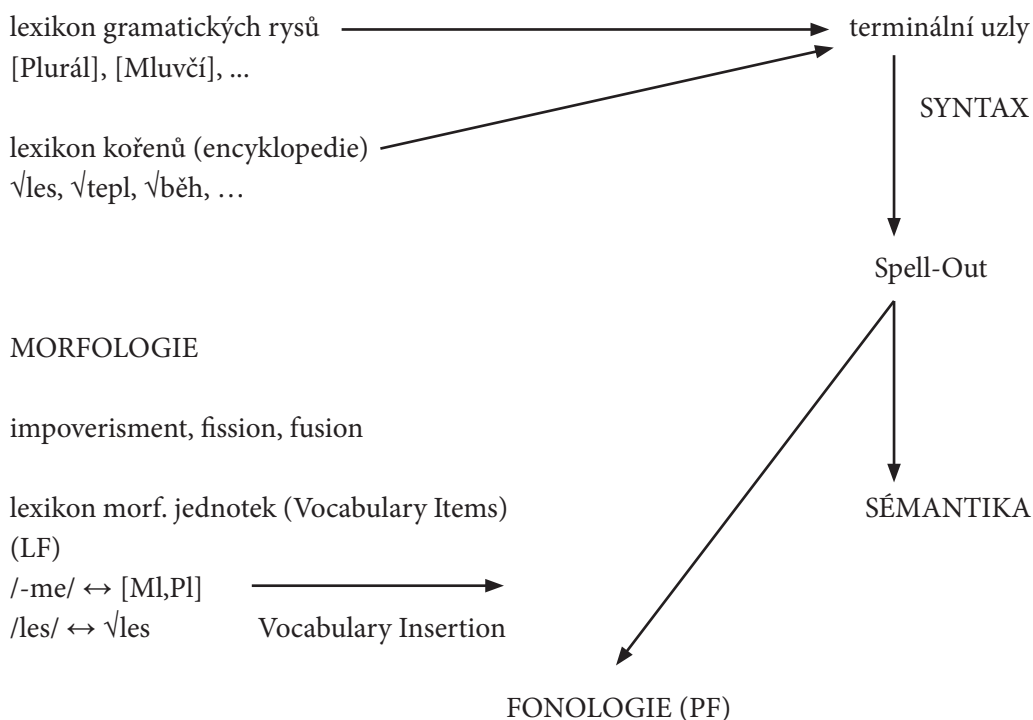 lexikon gramatických rysů
[Plurál], [Mluvčí], ...
terminální uzly
SYNTAX
lexikon kořenů (encyklopedie)
√les, √tepl, √běh, …
Spell-Out
MORFOLOGIE
impoverisment, fission, fusion
lexikon morf. jednotek (Vocabulary Items)
(LF)
SÉMANTIKA
/-me/ ↔ [Ml,Pl]
/les/ ↔ √les
Vocabulary Insertion
FONOLOGIE (PF)